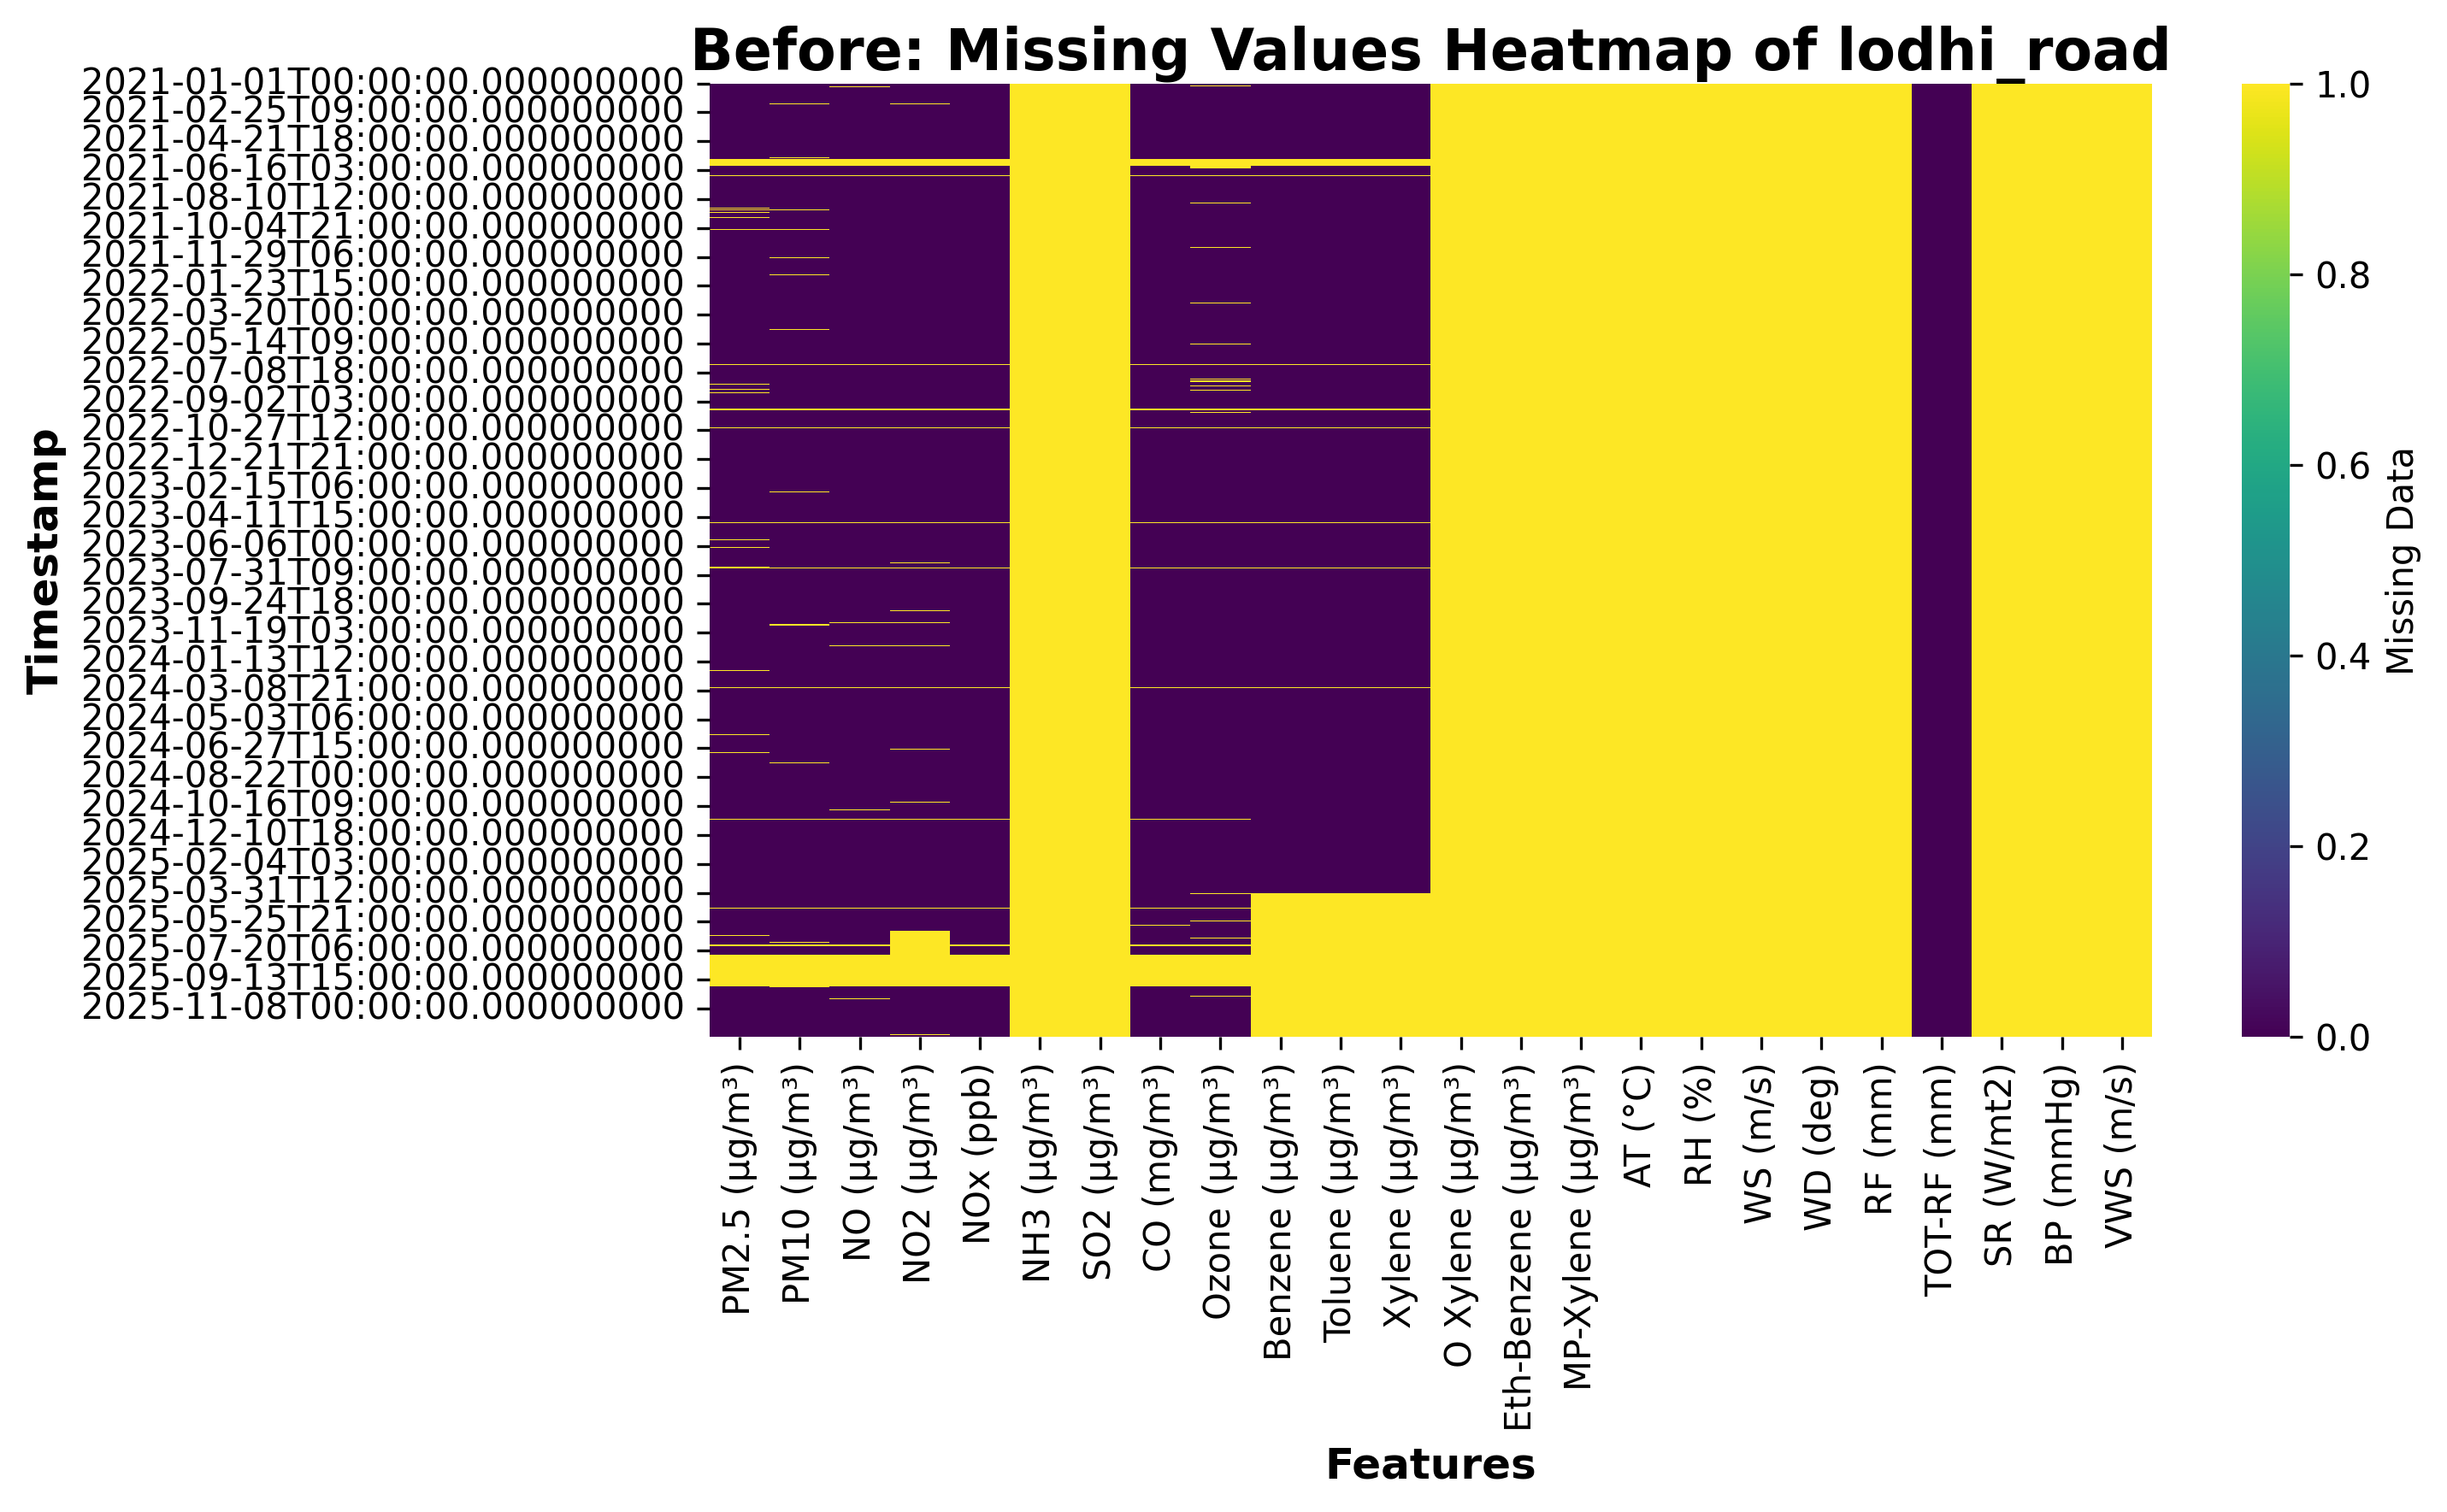 Before: Missing Values Heatmap of lodhi_road
Timestamp
2021-01-01T00:00:00.000000000
2021-02-25T09:00:00.000000000
2021-04-21T18:00:00.000000000
2021-06-16T03:00:00.000000000
2021-08-10T12:00:00.000000000
2021-10-04T21:00:00.000000000
2021-11-29T06:00:00.000000000
2022-01-23T15:00:00.000000000
2022-03-20T00:00:00.000000000
2022-05-14T09:00:00.000000000
2022-07-08T18:00:00.000000000
2022-09-02T03:00:00.000000000
2022-10-27T12:00:00.000000000
2022-12-21T21:00:00.000000000
2023-02-15T06:00:00.000000000
2023-04-11T15:00:00.000000000
2023-06-06T00:00:00.000000000
2023-07-31T09:00:00.000000000
2023-09-24T18:00:00.000000000
2023-11-19T03:00:00.000000000
2024-01-13T12:00:00.000000000
2024-03-08T21:00:00.000000000
2024-05-03T06:00:00.000000000
2024-06-27T15:00:00.000000000
2024-08-22T00:00:00.000000000
2024-10-16T09:00:00.000000000
2024-12-10T18:00:00.000000000
2025-02-04T03:00:00.000000000
2025-03-31T12:00:00.000000000
2025-05-25T21:00:00.000000000
2025-07-20T06:00:00.000000000
2025-09-13T15:00:00.000000000
2025-11-08T00:00:00.000000000
PM2.5 (µg/m³)
PM10 (µg/m³)
NO (µg/m³)
NO2 (µg/m³)
NOx (ppb)
NH3 (µg/m³)
SO2 (µg/m³)
CO (mg/m³)
Ozone (µg/m³)
Benzene (µg/m³)
Toluene (µg/m³)
Xylene (µg/m³)
O Xylene (µg/m³)
Eth-Benzene (µg/m³)
MP-Xylene (µg/m³)
AT (°C)
RH (%)
WS (m/s)
WD (deg)
RF (mm)
TOT-RF (mm)
SR (W/mt2)
BP (mmHg)
VWS (m/s)
Features
1.0
0.8
0.6
0.4
0.2
0.0
Missing Data